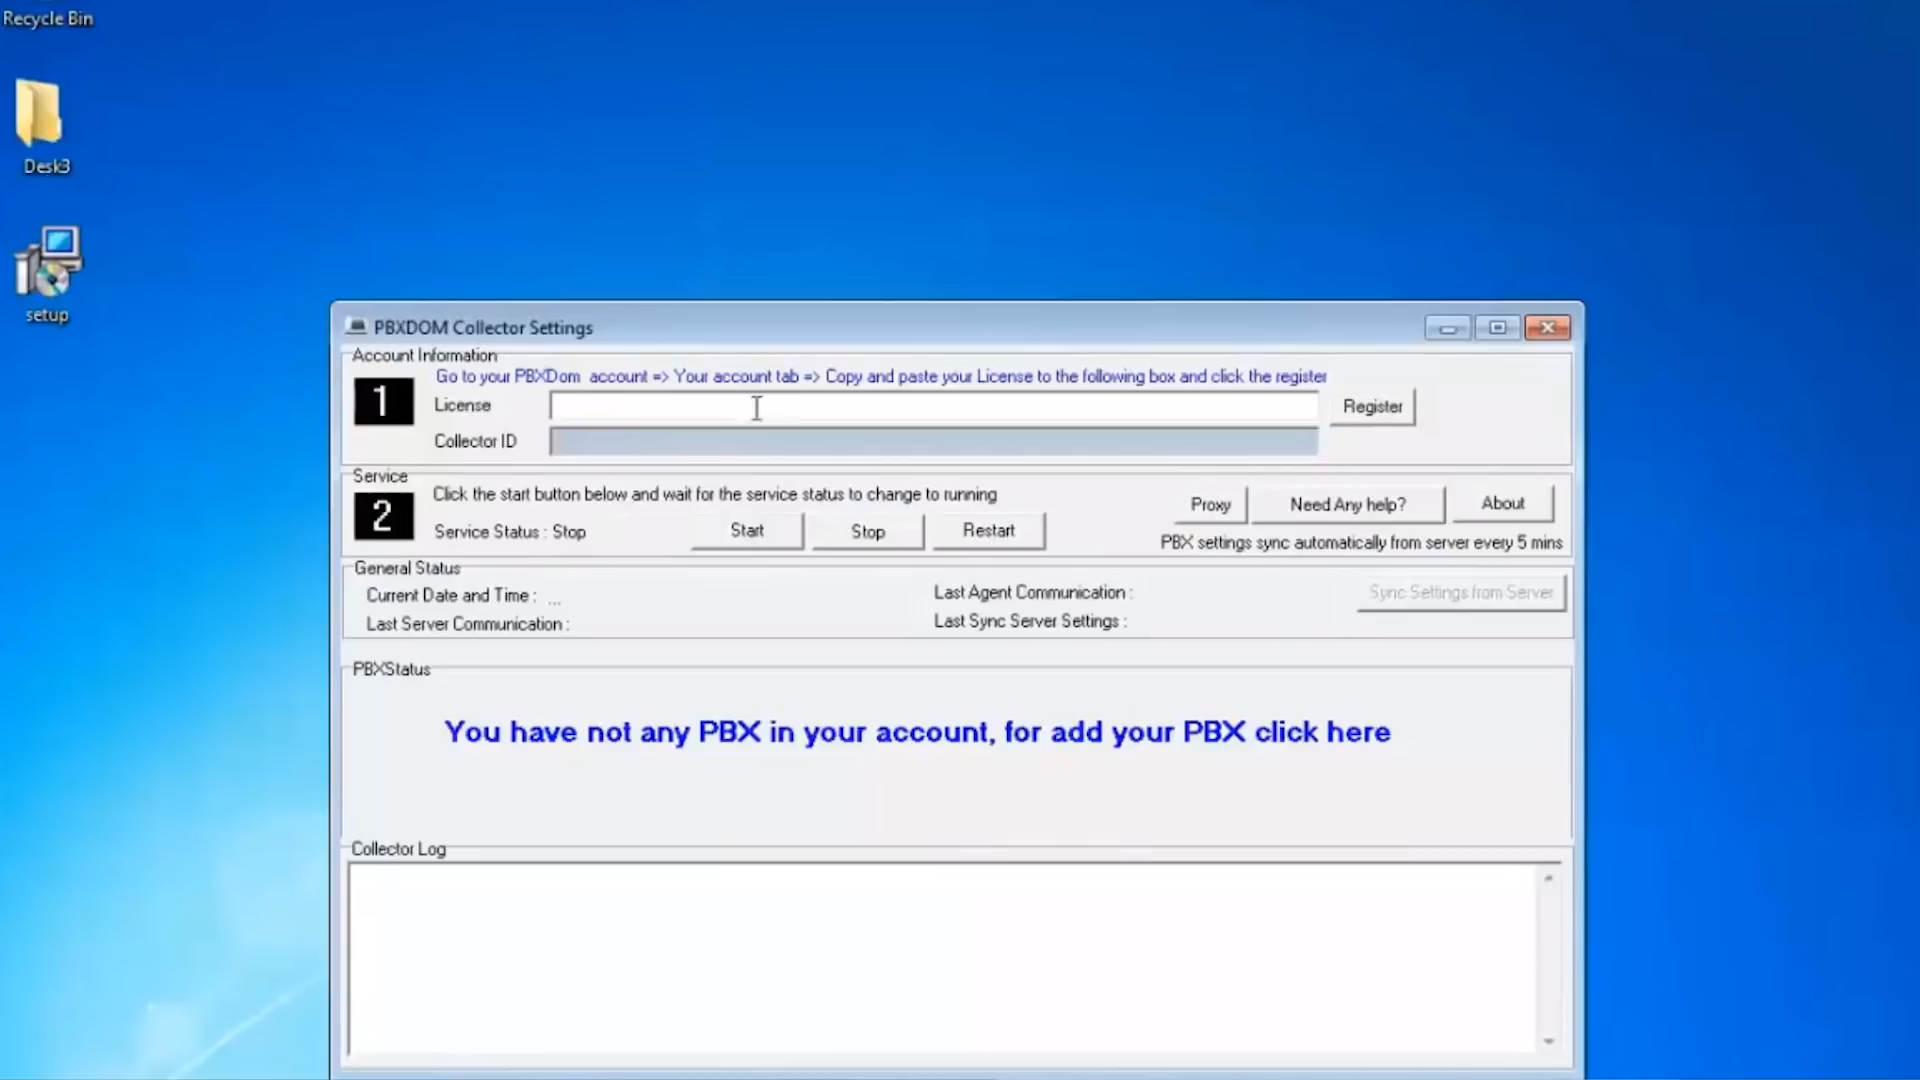 Recycle Bin
Desk3
setup
PBXDOM Collector Settings
Account Information
Go to your PBXDom account => Your account tab => Copy and paste your License to the following box and click the register
1
License
Register
Collector ID
Service
2
Click the start button below and wait for the service status to change to running
Service Status : Stop
Start
Stop
Restart
Proxy
Need Any help?
About
PBX settings sync automatically from server every 5 mins
General Status
Current Date and Time : ...
Last Agent Communication :
Sync Settings from Server
Last Server Communication :
Last Sync Server Settings :
PBXStatus
You have not any PBX in your account, for add your PBX click here
Collector Log